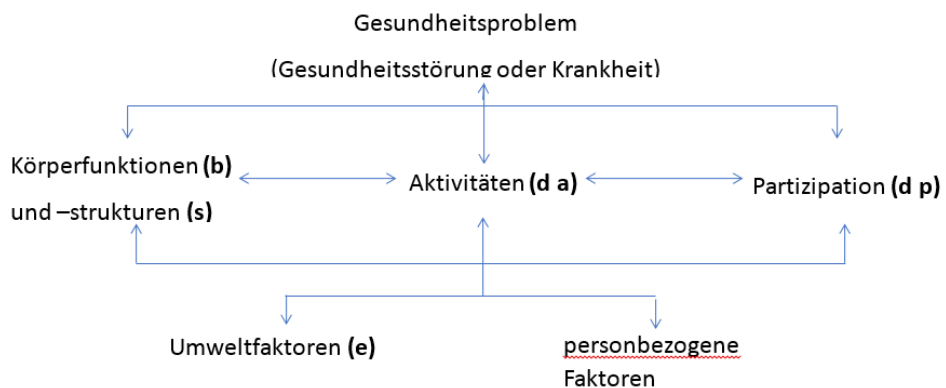 Gesundheitsproblem
(Gesundheitsstörung oder Krankheit)
Körperfunktionen (b)
und –strukturen (s)
Aktivitäten (d a)
Partizipation (d p)
Umweltfaktoren (e)
personbezogene
Faktoren